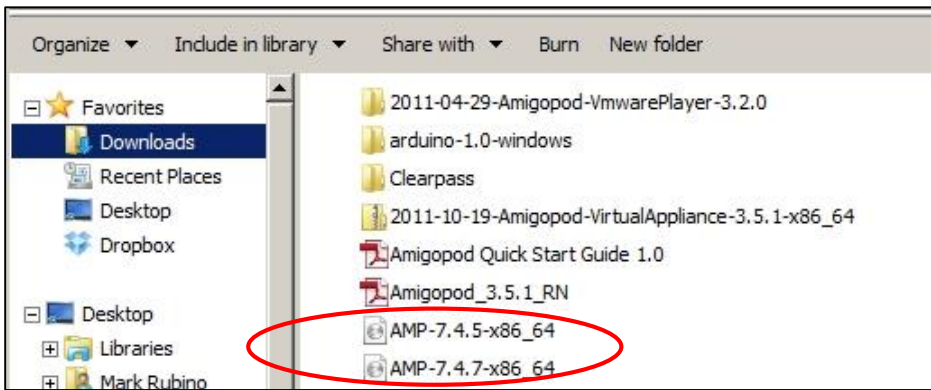 Organize Include in library Share with Burn New folder
Favorites
Downloads
Recent Places
Desktop
Dropbox
Desktop
Libraries
Mark Rubino
2011-04-29-Amigopod-VmwarePlayer-3.2.0
arduino-1.0-windows
Clearpass
2011-10-19-Amigopod-VirtualAppliance-3.5.1-x86_64
Amigopod Quick Start Guide 1.0
Amigopod_3.5.1_RN
AMP-7.4.5-x86_64
AMP-7.4.7-x86_64